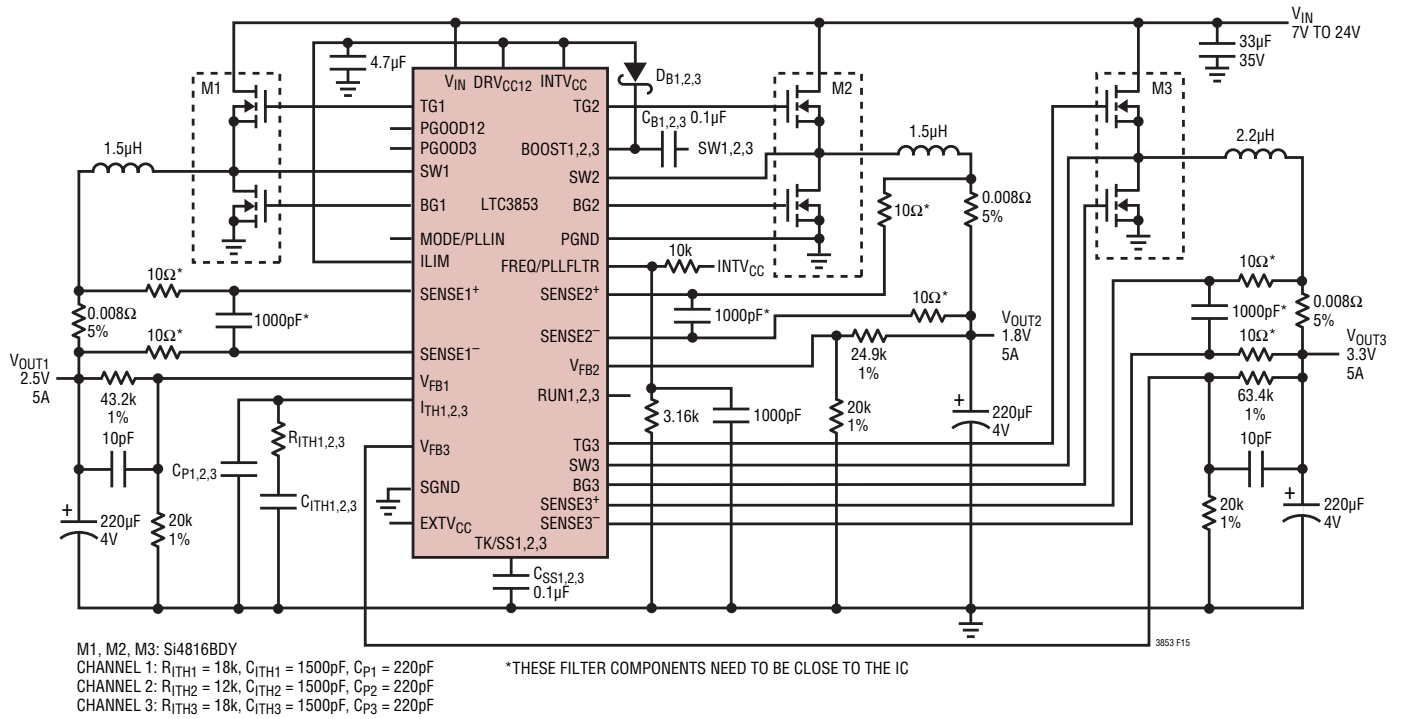 VIN
7V TO 24V
33µF
35V
4.7µF
VIN DRVCC12 INTVCC
DB1,2,3
M1
M2
M3
TG1
TG2
CB1,2,3 0.1µF
PGOOD12
PGOOD3
BOOST1,2,3
SW1,2,3
1.5µH
1.5µH
2.2µH
SW1
SW2
BG1
LTC3853
BG2
10Ω*
0.008Ω
5%
MODE/PLLIN
PGND
10k
ILIM
FREQ/PLLFLTR
INTVCC
10Ω*
10Ω*
SENSE1+
SENSE2+
10Ω*
0.008Ω
5%
1000pF*
1000pF*
1000pF*
0.008Ω
5%
10Ω*
SENSE1–
SENSE2–
10Ω*
VOUT1
2.5V
5A
VOUT2
1.8V
5A
VOUT3
3.3V
5A
43.2k
1%
VFB1
VFB2
24.9k
1%
63.4k
1%
ITH1,2,3
RUN1,2,3
10pF
RITH1,2,3
3.16k
1000pF
20k
1%
+
220µF
4V
10pF
CP1,2,3
VFB3
TG3
SW3
CITH1,2,3
SGND
BG3
SENSE3+
+
220µF
4V
20k
1%
EXTVCC
SENSE3–
20k
1%
+
220µF
4V
TK/SS1,2,3
CSS1,2,3
0.1µF
3853 F15
M1, M2, M3: Si4816BDY
CHANNEL 1: RITH1 = 18k, CITH1 = 1500pF, CP1 = 220pF
CHANNEL 2: RITH2 = 12k, CITH2 = 1500pF, CP2 = 220pF
CHANNEL 3: RITH3 = 18k, CITH3 = 1500pF, CP3 = 220pF
*THESE FILTER COMPONENTS NEED TO BE CLOSE TO THE IC